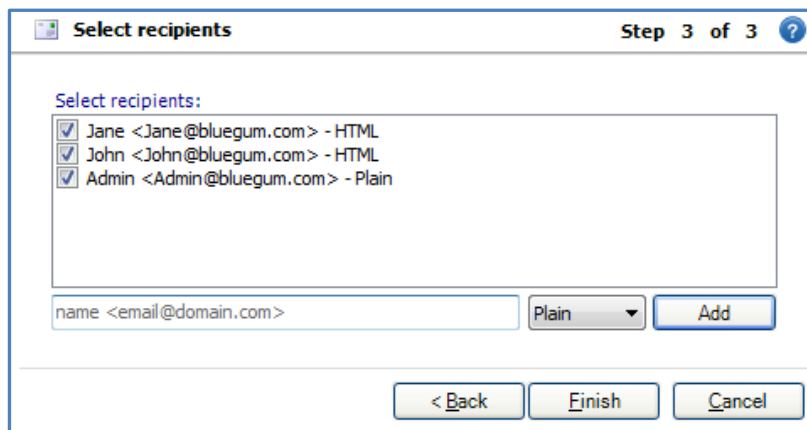 Select recipients
Step 3 of 3 ?
Select recipients:
Jane <Jane@bluegum.com> - HTML
John <John@bluegum.com> - HTML
Admin <Admin@bluegum.com> - Plain
name <email@domain.com>
Plain
Add
< Back
Finish
Cancel